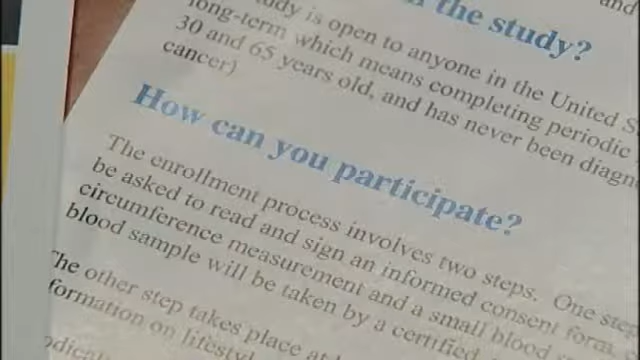 and
the study?
study is open to anyone in the United
long-term which means completing periodic
30 and 65 years old, and has never been
cancer)
How can you participate?
The enrollment process involves two steps. One step
be asked to read and sign an informed consent form.
circumference measurement and a small blood
blood sample will be taken by a certified
The other step takes place at
formation on